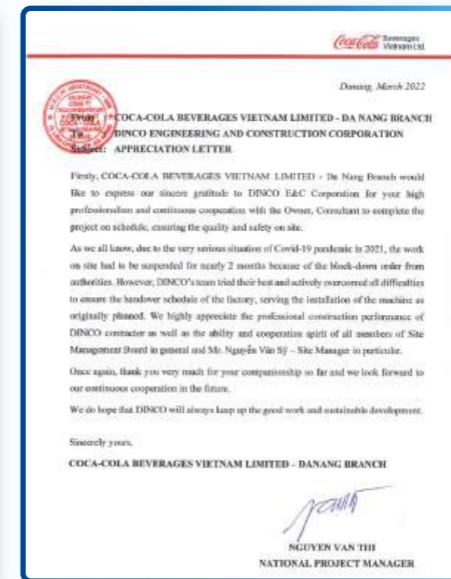 Coca-Cola Beverages
Vietnam Ltd.
Danang, March 2022
From : COCA-COLA BEVERAGES VIETNAM LIMITED - DA NANG BRANCH
DINCO ENGINEERING AND CONSTRUCTION CORPORATION
Subject: APPRECIATION LETTER
Firstly, COCA-COLA BEVERAGES VIETNAM LIMITED - Da Nang Branch would
like to express our sincere gratitude to DINCO E&C Corporation for your high
professionalism and continuous cooperation with the Owner, Consultant to complete the
project on schedule, ensuring the quality and safety on site.
As we all know, due to the very serious situation of Covid-19 pandemic in 2021, the work
on site had to be suspended for nearly 2 months because of the block-down order from
authorities. However, DINCO's team tried their best and actively overcomed all difficulties
to ensure the handover schedule of the factory, serving the installation of the machine as
originally planned. We highly appreciate the professional construction performance of
DINCO contractor as well as the ability and cooperation spirit of all members of Site
Management Board in general and Mr. Nguyễn Văn Sỹ – Site Manager in particular.
Once again, thank you very much for your companionship so far and we look forward to
our continuous cooperation in the future.
We do hope that DINCO will always keep up the good work and sustainable development.
Sincerely yours,
COCA-COLA BEVERAGES VIETNAM LIMITED – DANANG BRANCH
NGUYEN VAN THI
NATIONAL PROJECT MANAGER